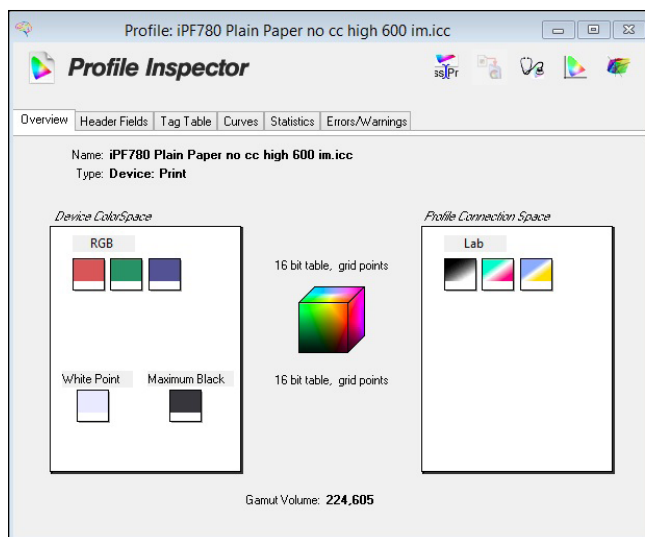 Profile: iPF780 Plain Paper no cc high 600 im.icc
Profile Inspector
ss Pr
Overview Header Fields Tag Table Curves Statistics Errors/Warnings
Name: iPF780 Plain Paper no cc high 600 im.icc
Type: Device: Print
Device ColorSpace
Profile Connection Space
RGB
Lab
16 bit table, grid points
White Point Maximum Black
16 bit table, grid points
Gamut Volume: 224,605